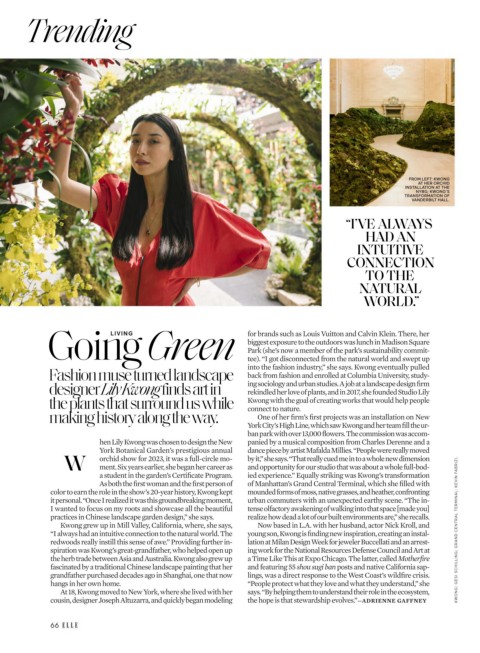 Trending
FROM LEFT: KWONG
AT HER ORCHID
INSTALLATION AT THE
NYBG; KWONG'S
TRANSFORMATION OF
VANDERBILT HALL.
“I’VE ALWAYS
HAD AN
INTUITIVE
CONNECTION
TO THE
NATURAL
WORLD.”
LIVING
Going Green
Fashion muse turned landscape
designer Lily Kwong finds art in
the plants that surround us while
making history along the way.
When Lily Kwong was chosen to design the New
York Botanical Garden’s prestigious annual
orchid show for 2023, it was a full-circle mo-
ment. Six years earlier, she began her career as
a student in the garden’s Certificate Program.
As both the first woman and the first person of
color to earn the role in the show’s 20-year history, Kwong kept
it personal. “Once I realized it was this groundbreaking moment,
I wanted to focus on my roots and showcase all the beautiful
practices in Chinese landscape garden design,” she says.
Kwong grew up in Mill Valley, California, where, she says,
“I always had an intuitive connection to the natural world. The
redwoods really instill this sense of awe.” Providing further in-
spiration was Kwong’s great-grandfather, who helped open up
the herb trade between Asia and Australia. Kwong also grew up
fascinated by a traditional Chinese landscape painting that her
grandfather purchased decades ago in Shanghai, one that now
hangs in her own home.
At 18, Kwong moved to New York, where she lived with her
cousin, designer Joseph Altuzarra, and quickly began modeling
for brands such as Louis Vuitton and Calvin Klein. There, her
biggest exposure to the outdoors was lunch in Madison Square
Park (she’s now a member of the park’s sustainability commit-
tee). “I got disconnected from the natural world and swept up
into the fashion industry,” she says. Kwong eventually pulled
back from fashion and enrolled at Columbia University, study-
ing sociology and urban studies. A job at a landscape design firm
rekindled her love of plants, and in 2017, she founded Studio Lily
Kwong with the goal of creating works that would help people
connect to nature.
One of her firm’s first projects was an installation on New
York City’s High Line, which saw Kwong and her team fill the ur-
ban park with over 13,000 flowers. The commission was accom-
panied by a musical composition from Charles Derenne and a
dance piece by artist Mafalda Millies. “People were really moved
by it,” she says. “That really cued me in to a whole new dimension
and opportunity for our studio that was about a whole full-bod-
ied experience.” Equally striking was Kwong’s transformation
of Manhattan’s Grand Central Terminal, which she filled with
mounded forms of moss, native grasses, and heather, confronting
urban commuters with an unexpected earthy scene. “The in-
tense olfactory awakening of walking into that space [made you]
realize how dead a lot of our built environments are,” she recalls.
Now based in L.A. with her husband, actor Nick Kroll, and
young son, Kwong is finding new inspiration, creating an instal-
lation at Milan Design Week for jeweler Buccellati and an arrest-
ing work for the National Resources Defense Council and Art at
a Time Like This at Expo Chicago. The latter, called Motherfire
and featuring 55 shou sugi ban posts and native California sap-
lings, was a direct response to the West Coast’s wildfire crisis.
“People protect what they love and what they understand,” she
says. “By helping them to understand their role in the ecosystem,
the hope is that stewardship evolves.”—ADRIENNE GAFFNEY
66 ELLE